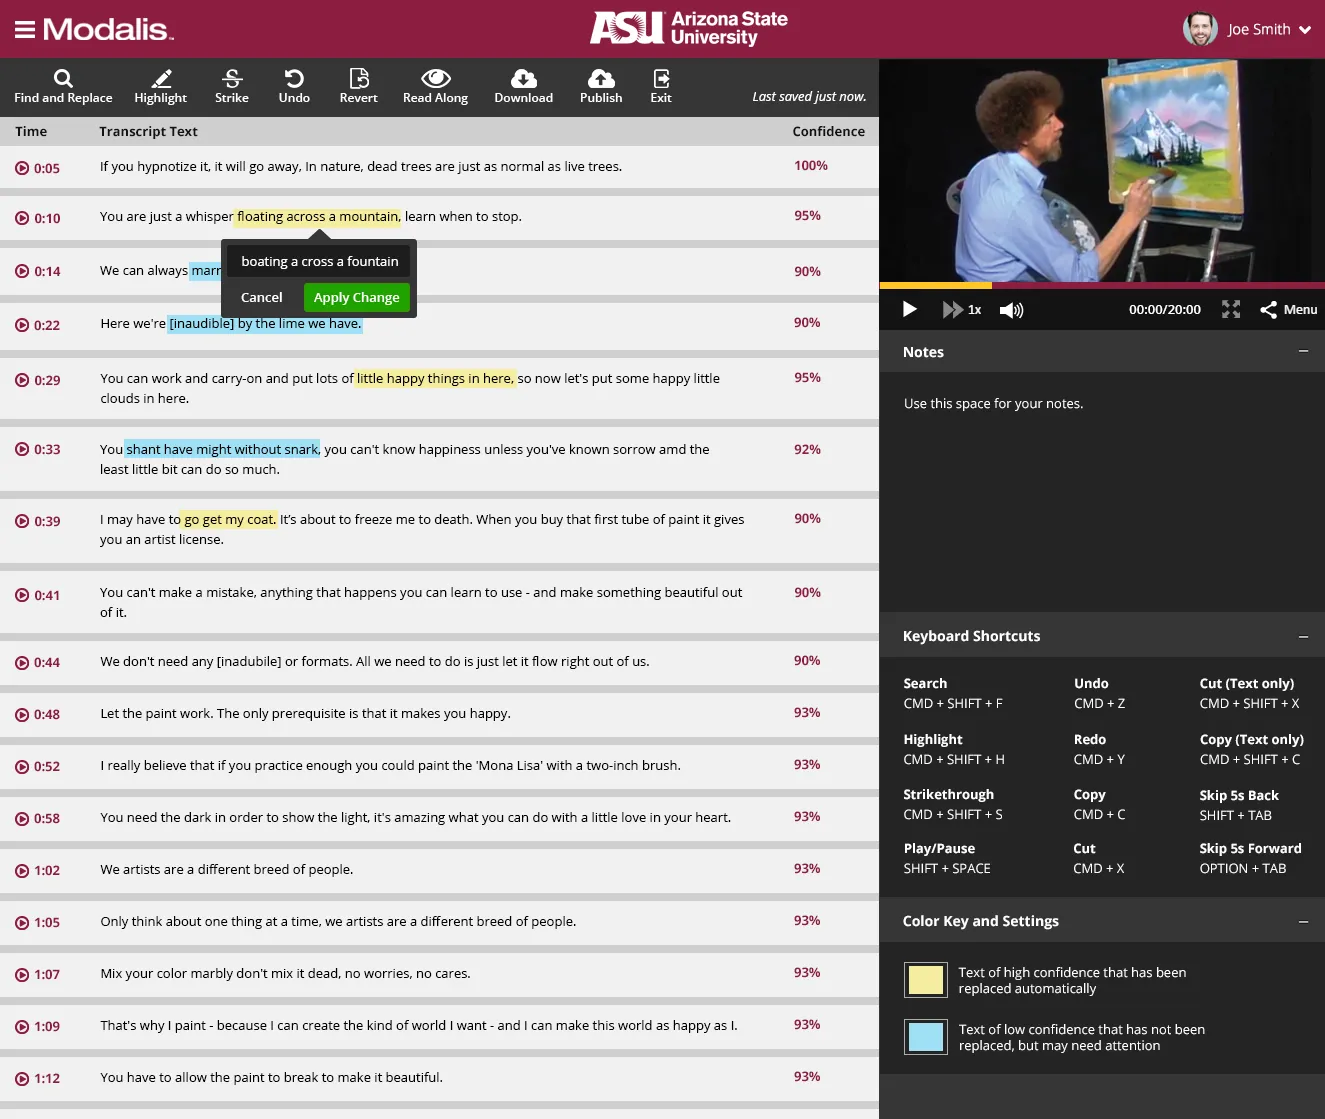 Modalis™
ASU Arizona State
University
Joe Smith
Find and Replace
Highlight
Strike
Undo
Revert
Read Along
Download
Publish
Exit
Last saved just now.
Time Transcript Text Confidence
0:05 If you hypnotize it, it will go away, In nature, dead trees are just as normal as live trees. 100%
0:10 You are just a whisper floating across a mountain, learn when to stop. 95%
boating a cross a fountain
Cancel Apply Change
0:14 We can always 90%
0:22 Here we're [inaudible] by the lime we have. 90%
0:29 You can work and carry-on and put lots of little happy things in here, so now let's put some happy little 95%
clouds in here.
0:33 You shant have might without snark, you can't know happiness unless you've known sorrow amd the 92%
least little bit can do so much.
0:39 I may have to go get my coat. It's about to freeze me to death. When you buy that first tube of paint it gives 90%
you an artist license.
0:41 You can't make a mistake, anything that happens you can learn to use - and make something beautiful out 90%
of it.
0:44 We don't need any [inadubile] or formats. All we need to do is just let it flow right out of us. 90%
0:48 Let the paint work. The only prerequisite is that it makes you happy. 93%
0:52 I really believe that if you practice enough you could paint the 'Mona Lisa' with a two-inch brush. 93%
0:58 You need the dark in order to show the light, it's amazing what you can do with a little love in your heart. 93%
1:02 We artists are a different breed of people. 93%
1:05 Only think about one thing at a time, we artists are a different breed of people. 93%
1:07 Mix your color marbly don't mix it dead, no worries, no cares. 93%
1:09 That's why I paint - because I can create the kind of world I want - and I can make this world as happy as I. 93%
1:12 You have to allow the paint to break to make it beautiful. 93%
1x 00:00/20:00 Menu
Notes
Use this space for your notes.
Keyboard Shortcuts
Search Undo Cut (Text only)
CMD + SHIFT + F CMD + Z CMD + SHIFT + X
Highlight Redo Copy (Text only)
CMD + SHIFT + H CMD + Y CMD + SHIFT + C
Strikethrough Copy Skip 5s Back
CMD + SHIFT + S CMD + C SHIFT + TAB
Play/Pause Cut Skip 5s Forward
SHIFT + SPACE CMD + X OPTION + TAB
Color Key and Settings
Text of high confidence that has been
replaced automatically
Text of low confidence that has not been
replaced, but may need attention